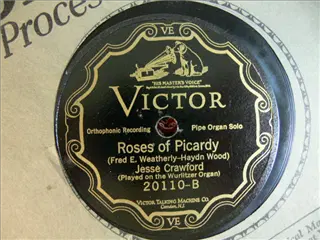 Proces
"HIS MASTER'S VOICE"
VE
VICTOR
Orthophonic Recording
Pipe Organ Solo
Roses of Picardy
(Fred E. Weatherly-Haydn Wood)
Jesse Crawford
(Played on the Wurlitzer Organ)
20110-B
VICTOR TALKING MACHINE CO.
Camden, N.J.
VE